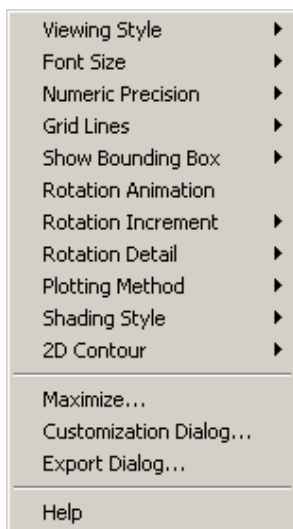 Viewing Style
Font Size
Numeric Precision
Grid Lines
Show Bounding Box
Rotation Animation
Rotation Increment
Rotation Detail
Plotting Method
Shading Style
2D Contour
Maximize...
Customization Dialog...
Export Dialog...
Help